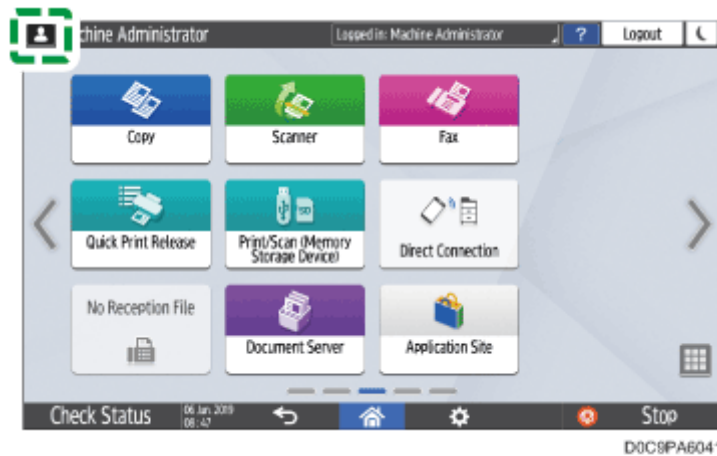 chine Administrator
Logged in: Machine Administrator
?
Logout
Copy
Scanner
Fax
SD
Quick Print Release
Print/Scan (Memory
Storage Device)
Direct Connection
No Reception File
Document Server
Application Site
Check Status
06 Jan. 2019
08:47
Stop
D0C9PA6041